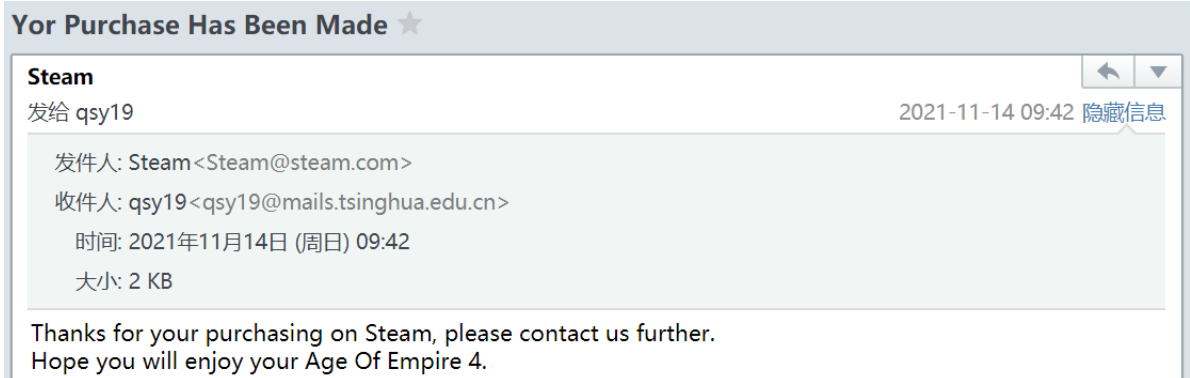 Yor Purchase Has Been Made
Steam
发给 qsy19
2021-11-14 09:42 隐藏信息
发件人: Steam<Steam@steam.com>
收件人: qsy19<qsy19@mails.tsinghua.edu.cn>
时间: 2021年11月14日 (周日) 09:42
大小: 2 KB
Thanks for your purchasing on Steam, please contact us further.
Hope you will enjoy your Age Of Empire 4.